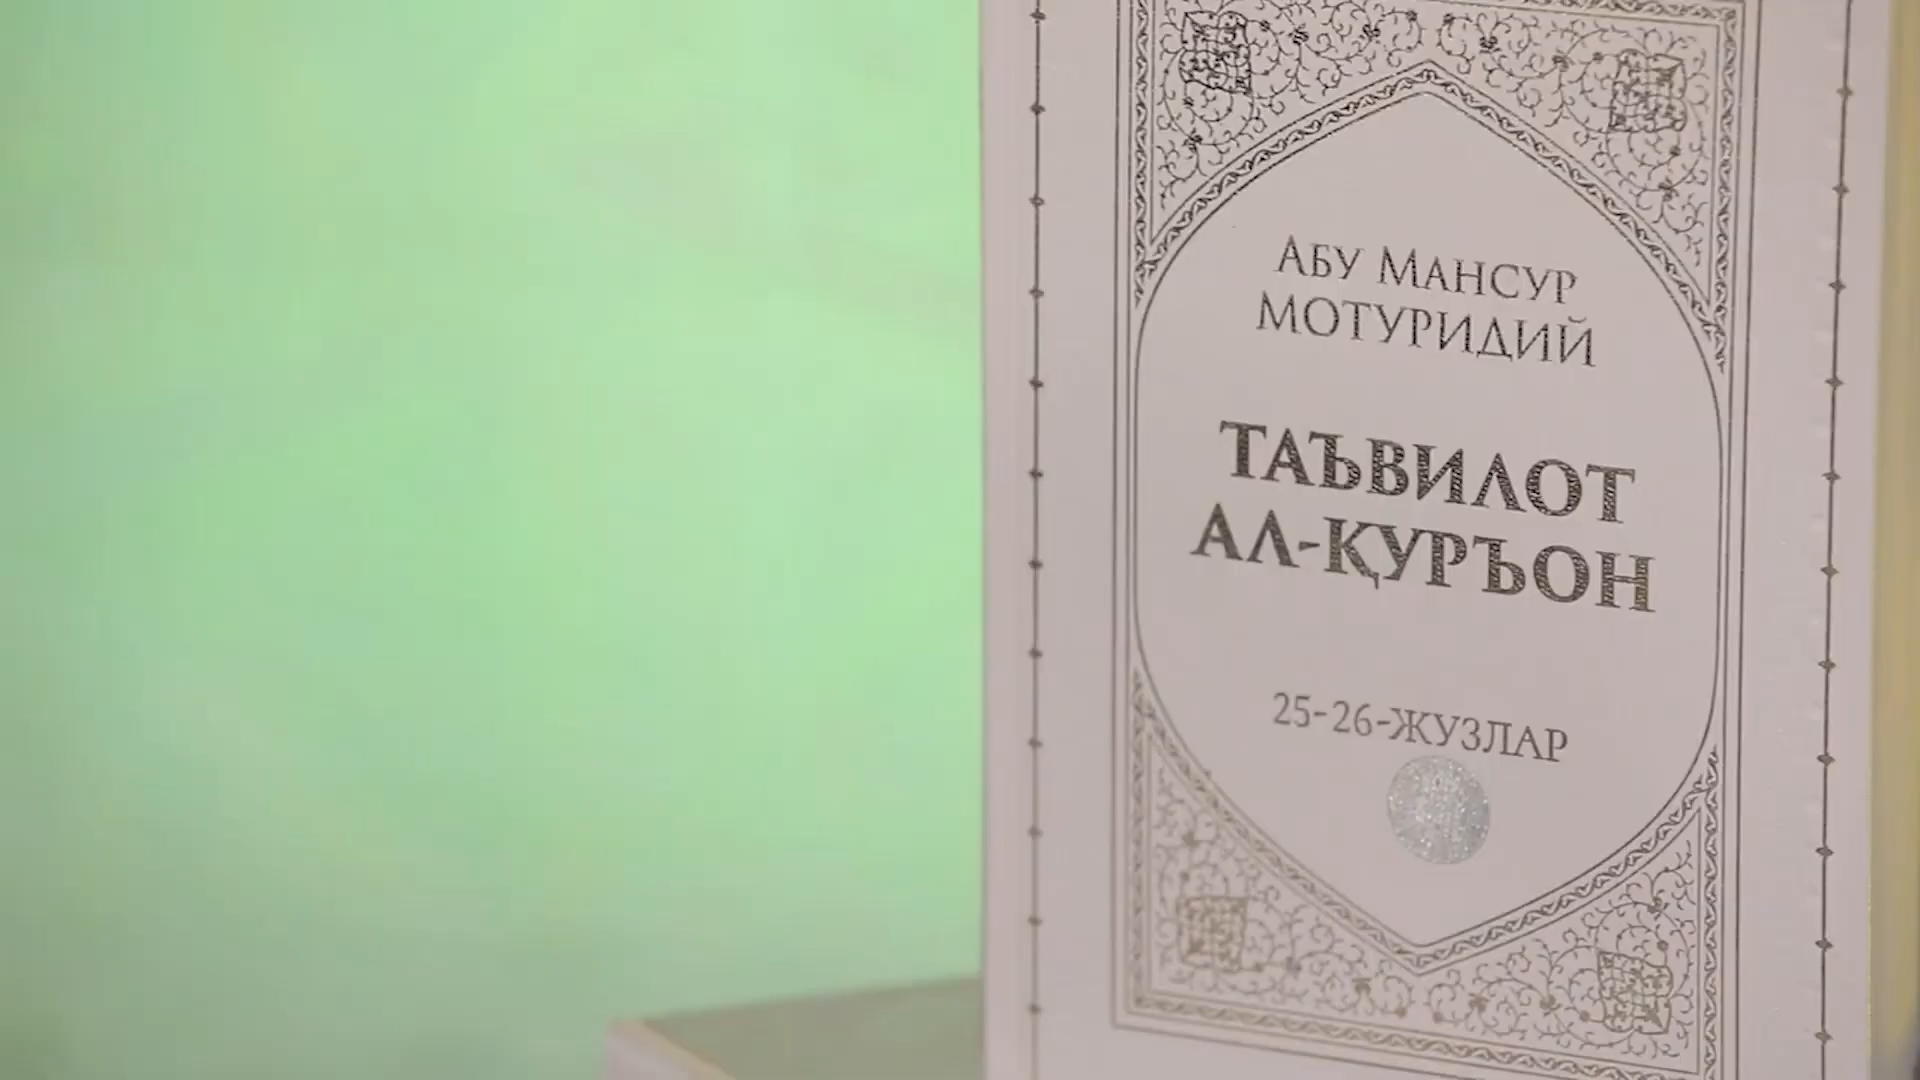 АБУ МАНСУР
МОТУРИДИЙ
ТАЪВИЛОТ
АЛ-ҚУРЪОН
25-26-ЖУЗЛАР